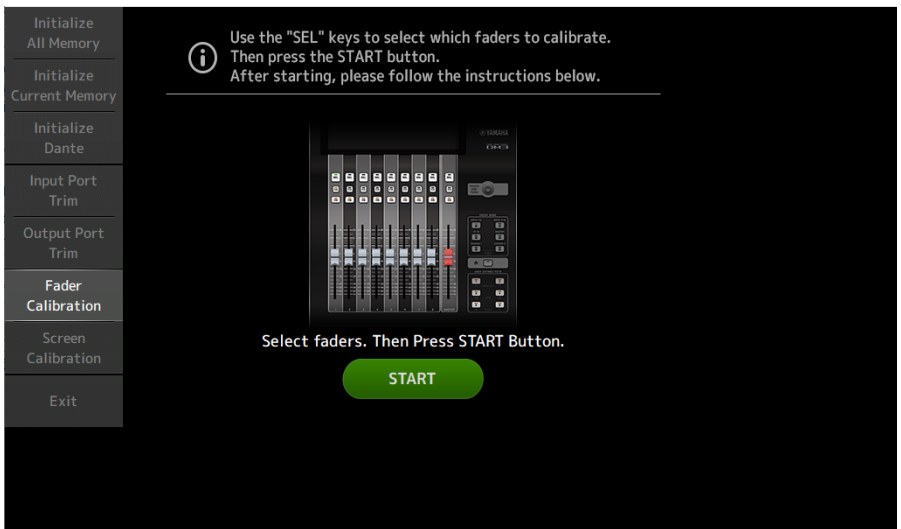 Initialize
All Memory
Initialize
Current Memory
Initialize
Dante
Input Port
Trim
Output Port
Trim
Fader
Calibration
Screen
Calibration
Exit
Use the "SEL" keys to select which faders to calibrate.
Then press the START button.
After starting, please follow the instructions below.
YAMAHA
DM3
Select faders. Then Press START Button.
START